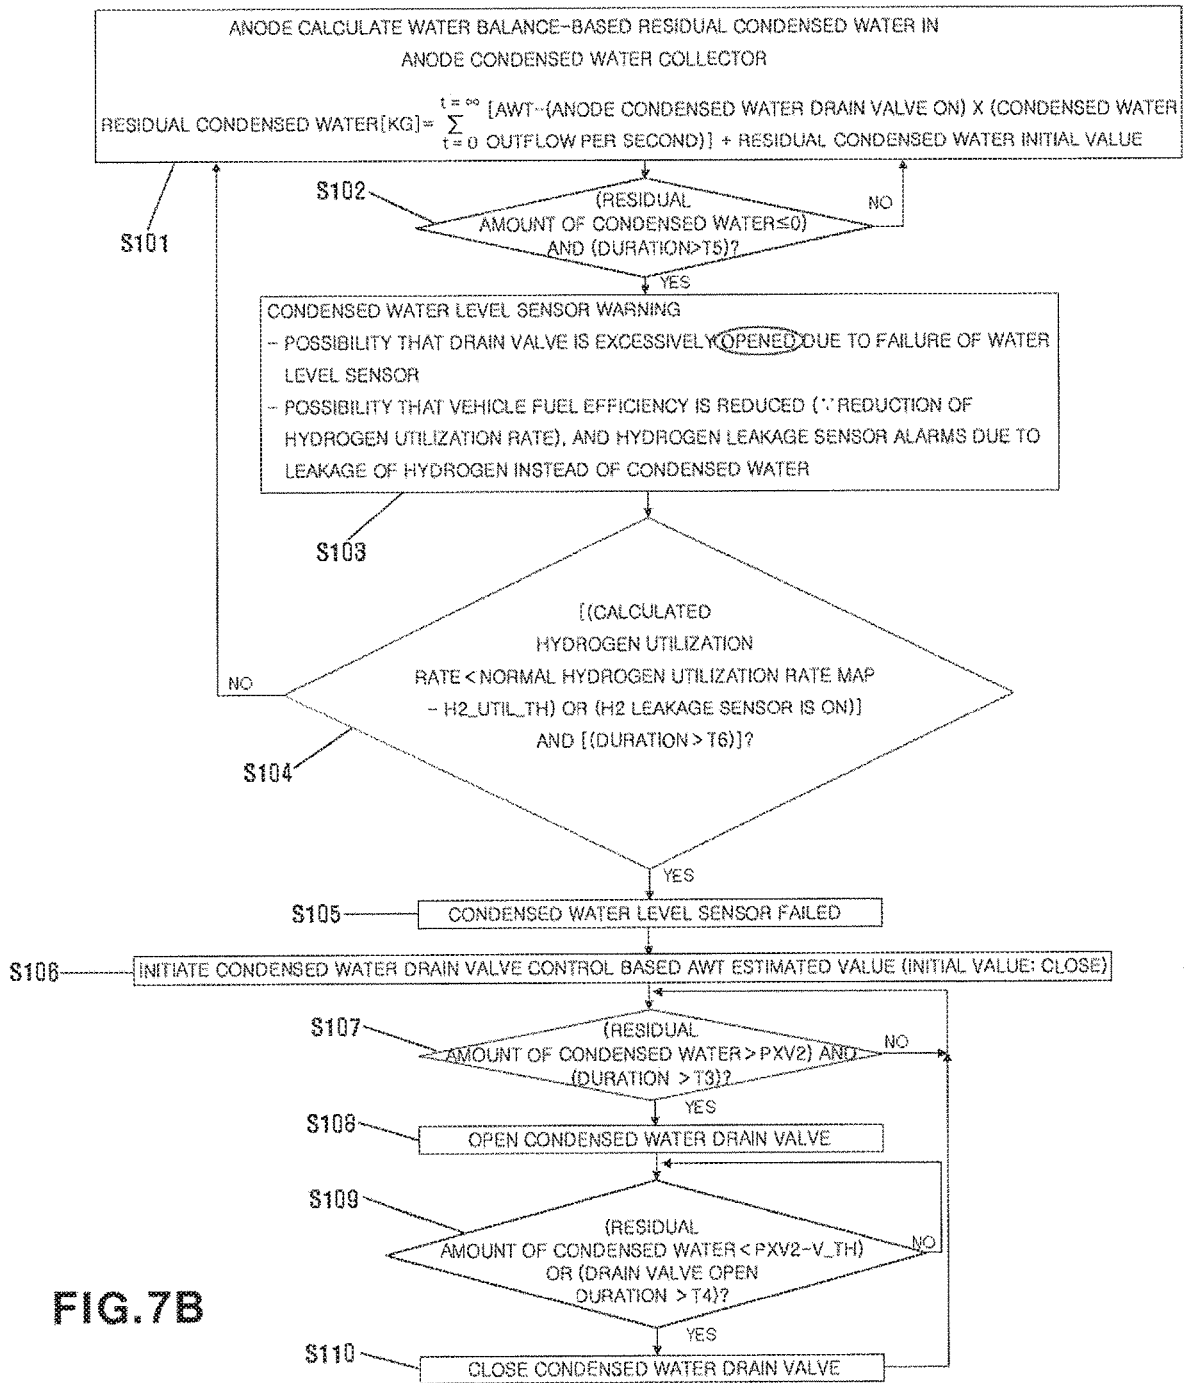 ANODE CALCULATE WATER BALANCE-BASED RESIDUAL CONDENSED WATER IN
ANODE CONDENSED WATER COLLECTOR
RESIDUAL CONDENSED WATER[KG]= t=∞ ∑ t=0 [AWT-(ANODE CONDENSED WATER DRAIN VALVE ON) X (CONDENSED WATER
OUTFLOW PER SECOND)] + RESIDUAL CONDENSED WATER INITIAL VALUE
S101
S102
(RESIDUAL
AMOUNT OF CONDENSED WATER≤0)
AND (DURATION>T5)?
NO
YES
CONDENSED WATER LEVEL SENSOR WARNING
- POSSIBILITY THAT DRAIN VALVE IS EXCESSIVELY OPENED DUE TO FAILURE OF WATER
LEVEL SENSOR
- POSSIBILITY THAT VEHICLE FUEL EFFICIENCY IS REDUCED (∵ REDUCTION OF
HYDROGEN UTILIZATION RATE), AND HYDROGEN LEAKAGE SENSOR ALARMS DUE TO
LEAKAGE OF HYDROGEN INSTEAD OF CONDENSED WATER
S103
[(CALCULATED
HYDROGEN UTILIZATION
RATE < NORMAL HYDROGEN UTILIZATION RATE MAP
- H2_UTIL_TH) OR (H2 LEAKAGE SENSOR IS ON)]
AND [(DURATION > T6)]?
NO
S104
YES
S105
CONDENSED WATER LEVEL SENSOR FAILED
S106
INITIATE CONDENSED WATER DRAIN VALVE CONTROL BASED AWT ESTIMATED VALUE (INITIAL VALUE: CLOSE)
S107
(RESIDUAL
AMOUNT OF CONDENSED WATER > PXV2) AND
(DURATION > T3)?
NO
YES
S108
OPEN CONDENSED WATER DRAIN VALVE
S109
(RESIDUAL
AMOUNT OF CONDENSED WATER < PXV2-V_TH)
OR (DRAIN VALVE OPEN
DURATION > T4)?
NO
YES
S110
CLOSE CONDENSED WATER DRAIN VALVE
FIG.7B